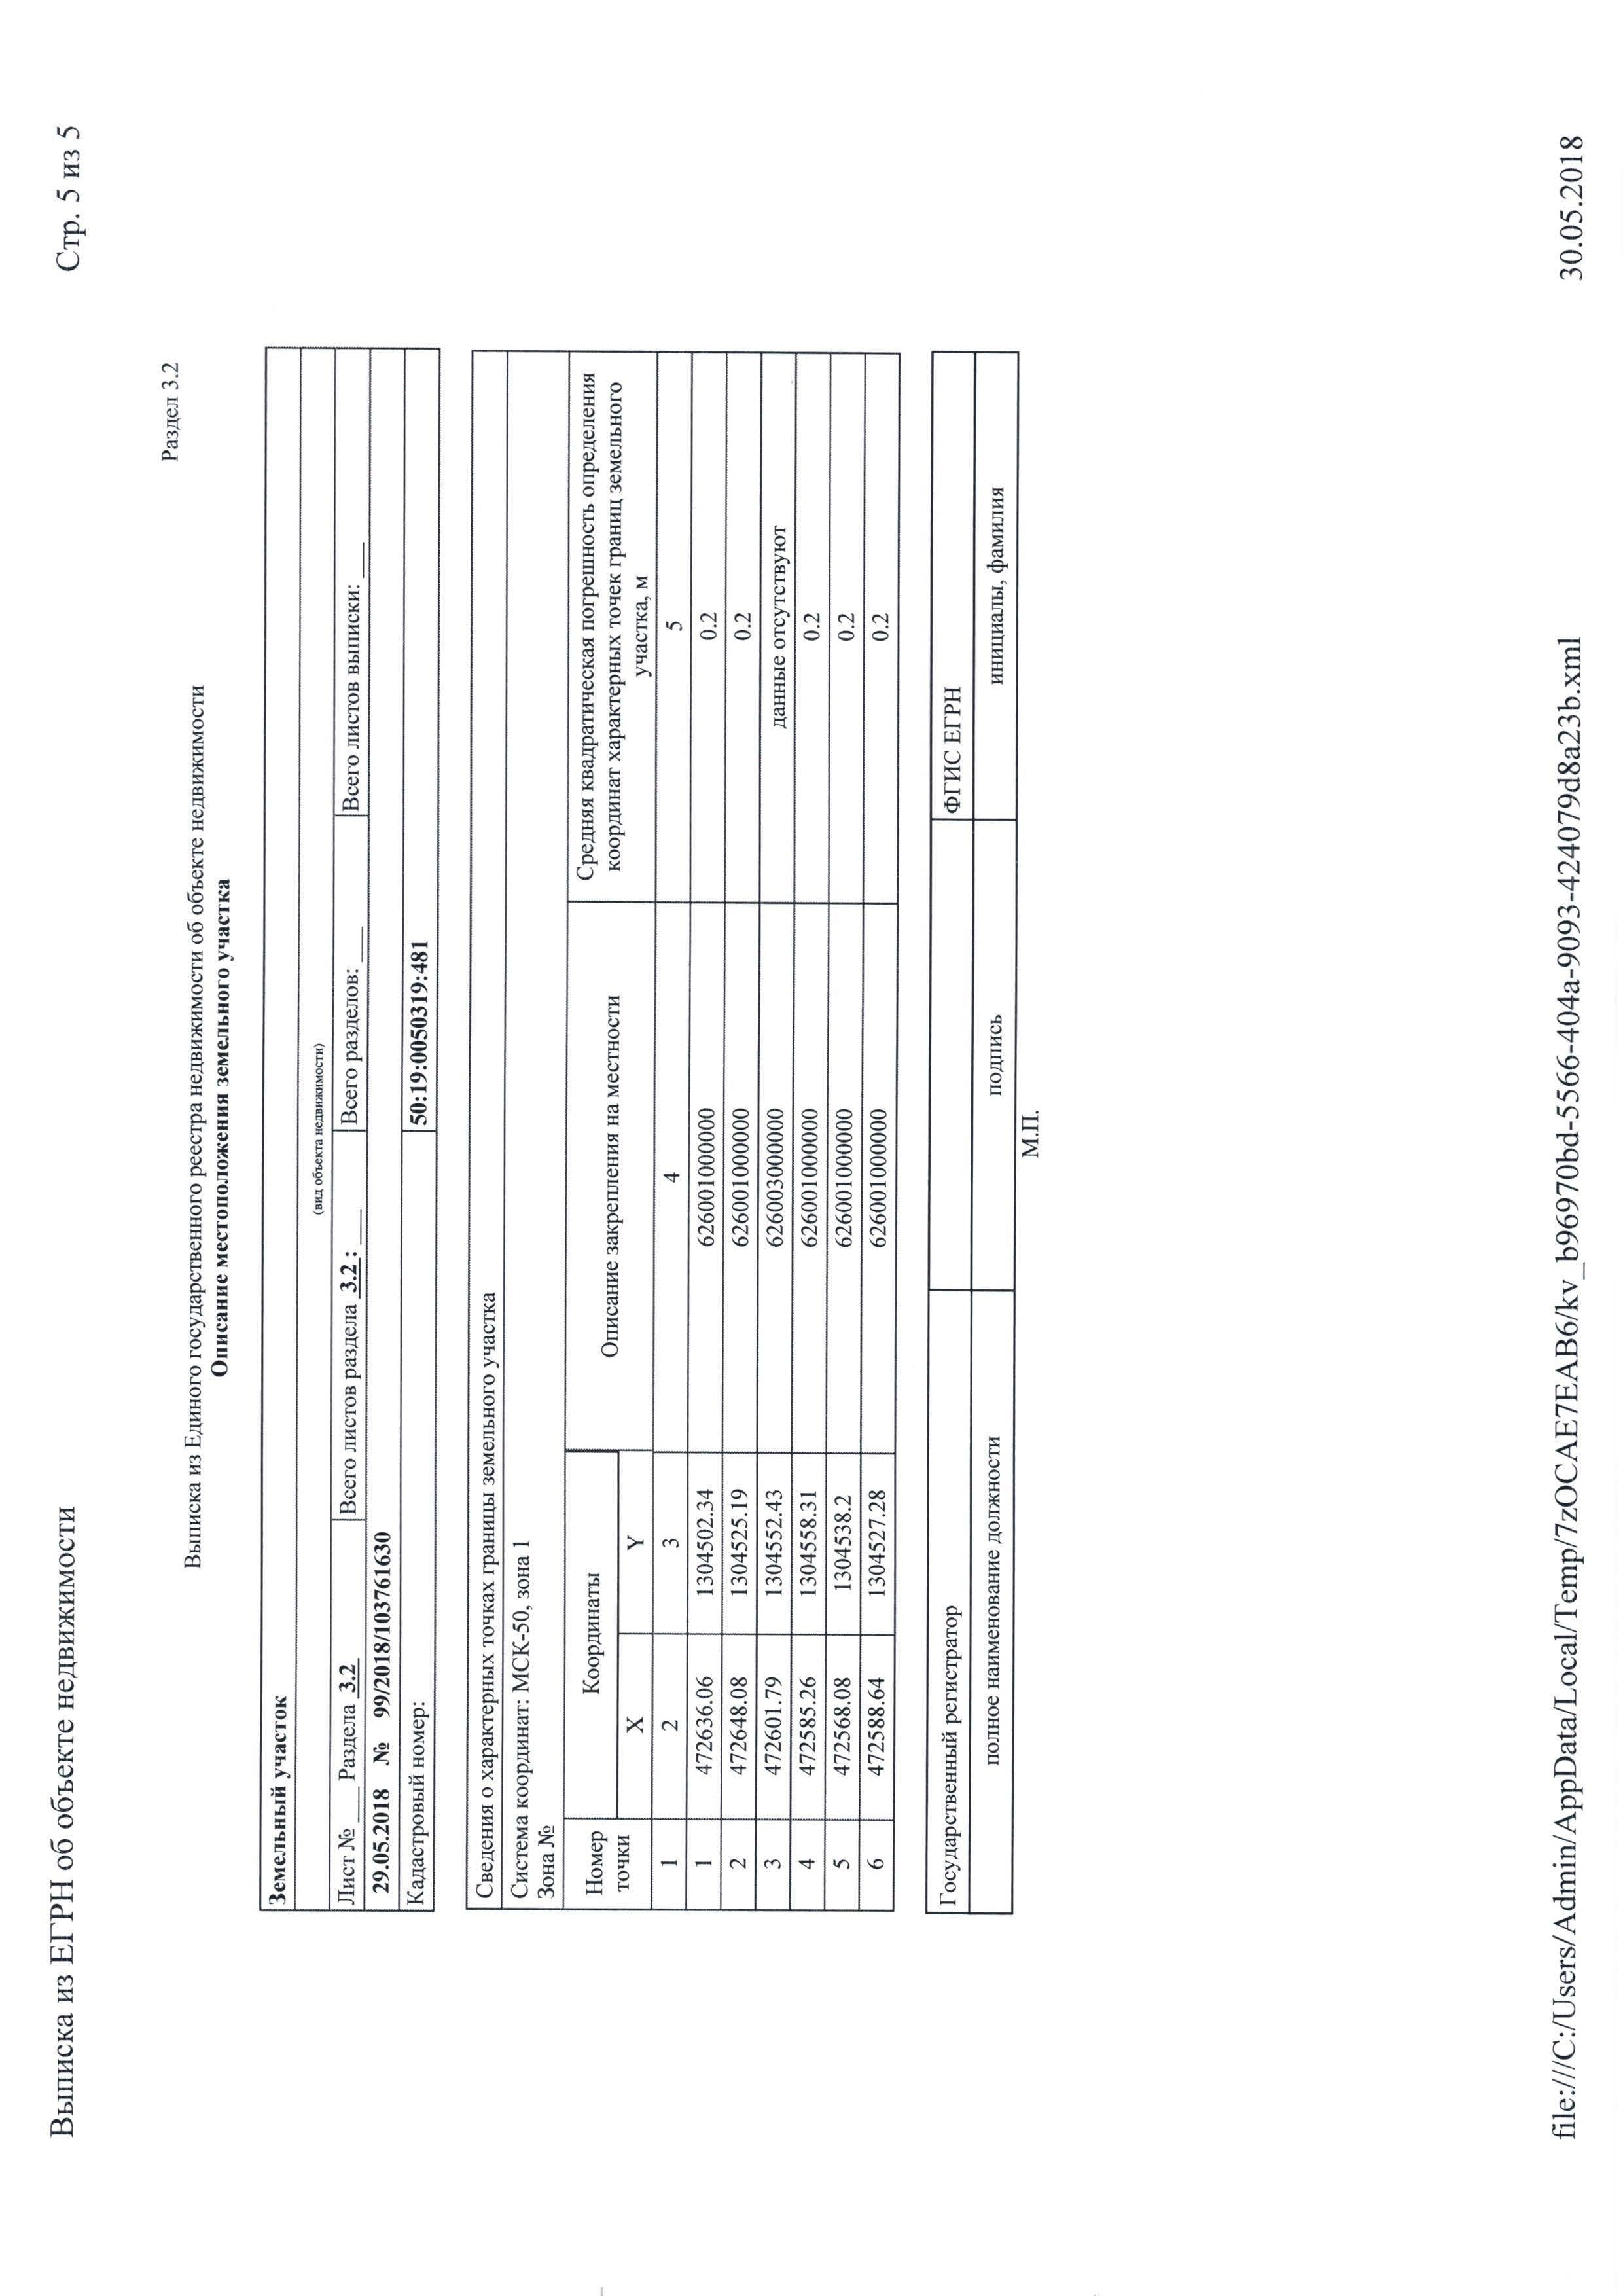 Выписка из ЕГРН об объекте недвижимости Стр. 5 из 5
Раздел 3.2
Выписка из Единого государственного реестра недвижимости об объекте недвижимости
Описание местоположения земельного участка
Земельный участок
(вид объекта недвижимости)
Лист № ___ Раздела 3.2 Всего листов раздела 3.2 : ___ Всего разделов: ___ Всего листов выписки: ___
29.05.2018 № 99/2018/103761630
Кадастровый номер: 50:19:0050319:481
Сведения о характерных точках границы земельного участка
Система координат: МСК-50, зона 1
Зона №
Номер точки Координаты Описание закрепления на местности Средняя квадратическая погрешность определения
координат характерных точек границ земельного
участка, м
X Y
1 2 3 4 5
1 472636.06 1304502.34 626001000000 0.2
2 472648.08 1304525.19 626001000000 0.2
3 472601.79 1304552.43 626003000000 данные отсутствуют
4 472585.26 1304558.31 626001000000 0.2
5 472568.08 1304538.2 626001000000 0.2
6 472588.64 1304527.28 626001000000 0.2
Государственный регистратор ФГИС ЕГРН
полное наименование должности подпись инициалы, фамилия
М.П.
file:///C:/Users/Admin/AppData/Local/Temp/7zOCAE7EAB6/kv_b96970bd-5566-404a-9093-424079d8a23b.xml 30.05.2018